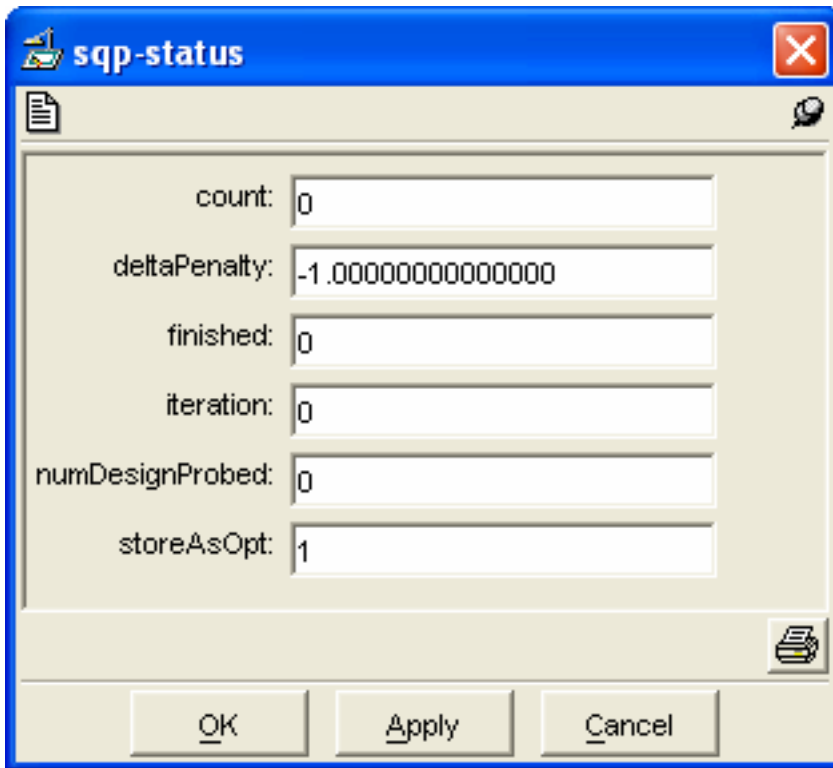 sqp-status
count: 0
deltaPenalty: -1.00000000000000
finished: 0
iteration: 0
numDesignProbed: 0
storeAsOpt: 1
OK Apply Cancel